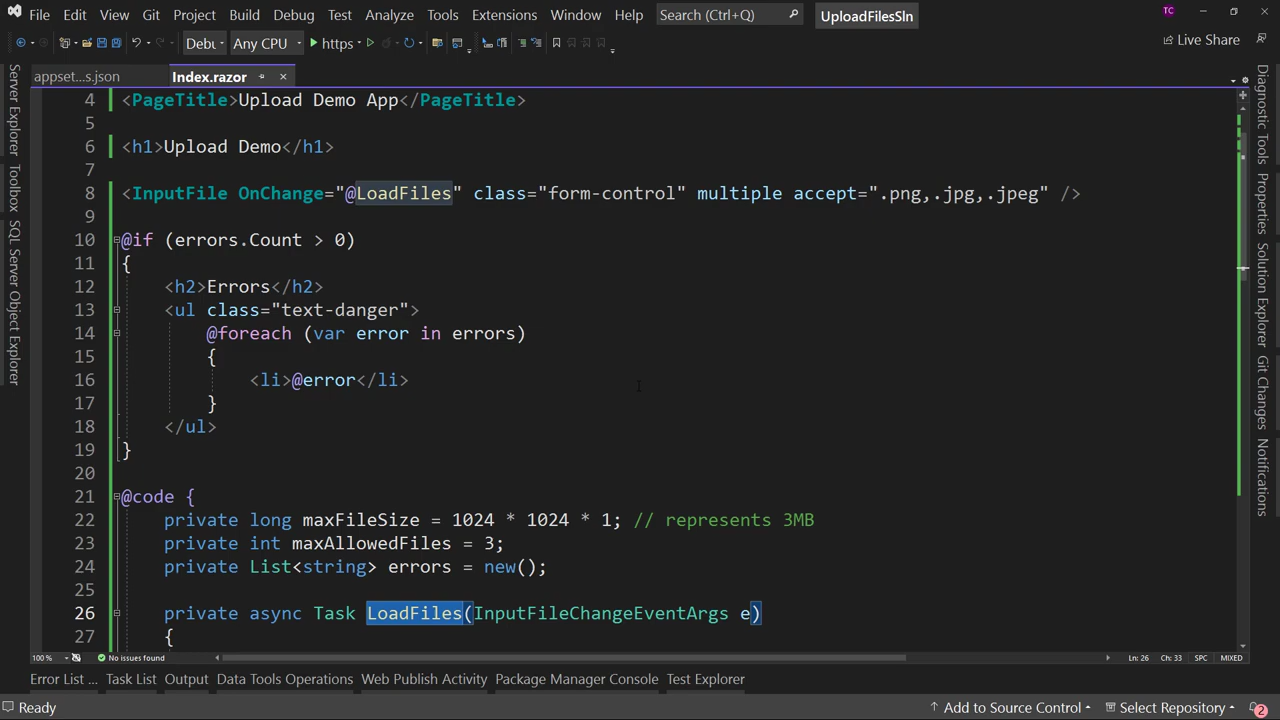 File Edit View Git Project Build Debug Test Analyze Tools Extensions Window Help Search (Ctrl+Q) UploadFilesSln TC
Debu Any CPU https Live Share
appset...s.json Index.razor
4 <PageTitle>Upload Demo App</PageTitle>
5
6 <h1>Upload Demo</h1>
7
8 <InputFile OnChange="@LoadFiles" class="form-control" multiple accept=".png,.jpg,.jpeg" />
9
10 @if (errors.Count > 0)
11 {
12 <h2>Errors</h2>
13 <ul class="text-danger">
14 @foreach (var error in errors)
15 {
16 <li>@error</li>
17 }
18 </ul>
19 }
20
21 @code {
22 private long maxFileSize = 1024 * 1024 * 1; // represents 3MB
23 private int maxAllowedFiles = 3;
24 private List<string> errors = new();
25
26 private async Task LoadFiles(InputFileChangeEventArgs e)
27 {
Server Explorer
Toolbox
SQL Server Object Explorer
Diagnostic Tools
Properties
Solution Explorer
Git Changes
Notifications
100 % No issues found Ln: 26 Ch: 33 SPC MIXED
Error List ... Task List Output Data Tools Operations Web Publish Activity Package Manager Console Test Explorer
Ready Add to Source Control Select Repository 2